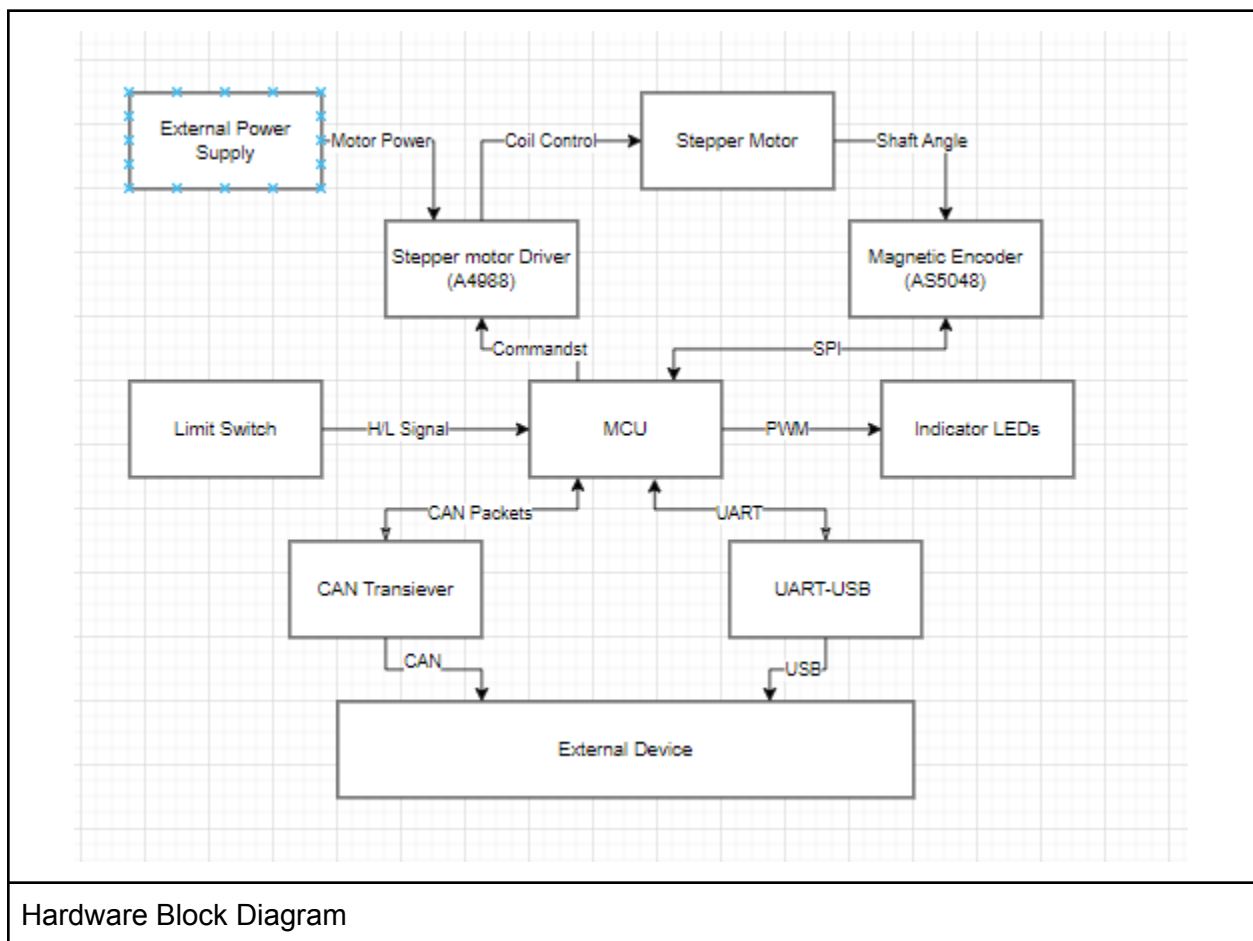 External Power
Supply
Motor Power
Coil Control
Stepper Motor
Shaft Angle
Stepper motor Driver
(A4988)
Magnetic Encoder
(AS5048)
Commandst
SPI
Limit Switch
H/L Signal
MCU
PWM
Indicator LEDs
CAN Packets
UART
CAN Transiever
UART-USB
CAN
USB
External Device
Hardware Block Diagram